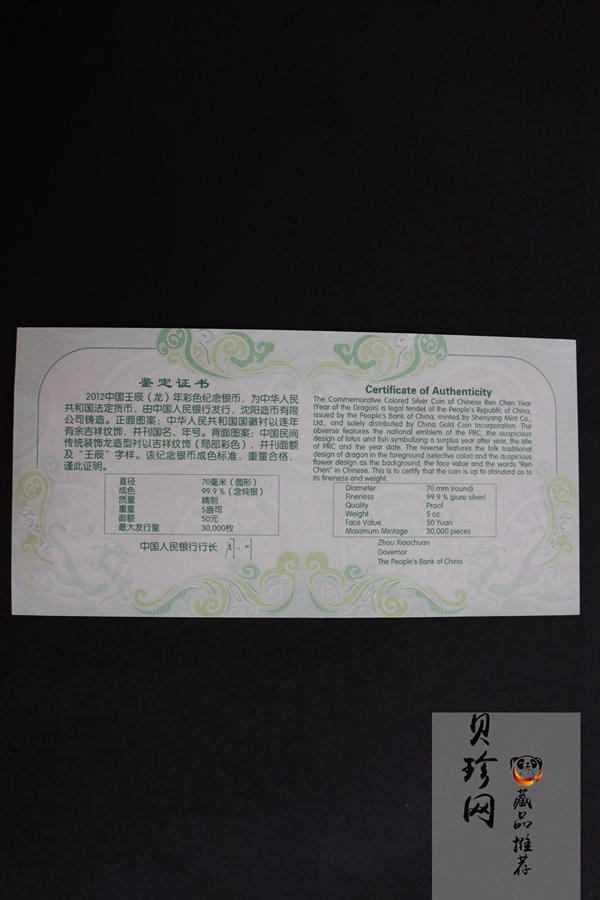 鉴定证书
2012中国壬辰（龙）年彩色纪念银币，为中华人民
共和国法定货币，由中国人民银行发行，沈阳造币有限
公司铸造。正面图案：中华人民共和国国徽衬以连年
有余吉祥纹饰，并刊国名、年号。背面图案：中国民间
传统装饰龙造型衬以吉祥纹饰（局部彩色），并刊面额
及“壬辰”字样。该纪念银币成色标准，重量合格，
谨此证明。
直径 70毫米（圆形）
成色 99.9％（含纯银）
质量 精制
重量 5盎司
面额 50元
最大发行量 30,000枚
中国人民银行行长
Certificate of Authenticity
The Commemorative Colored Silver Coin of Chinese Ren Chen Year
(Year of the Dragon) is legal tender of the People's Republic of China,
issued by the People's Bank of China, minted by Shenyang Mint Co.,
Ltd., and solely distributed by China Gold Coin Incorporation. The
obverse features the national emblem of the PRC, the auspicious
design of lotus and fish symbolizing a surplus year after year, the title
of PRC and the year date. The reverse features the folk traditional
design of dragon in the foreground (selective color) and the auspicious
flower design as the background, the face value and the words "Ren
Chen" in Chinese. This is to certify that the coin is up to standard as to
its fineness and weight.
Diameter 70 mm (round)
Fineness 99.9 % (pure silver)
Quality Proof
Weight 5 oz
Face Value 50 Yuan
Maximum Mintage 30,000 pieces
Zhou Xiaochuan
Governor
The People's Bank of China
贝珍网
藏品推荐